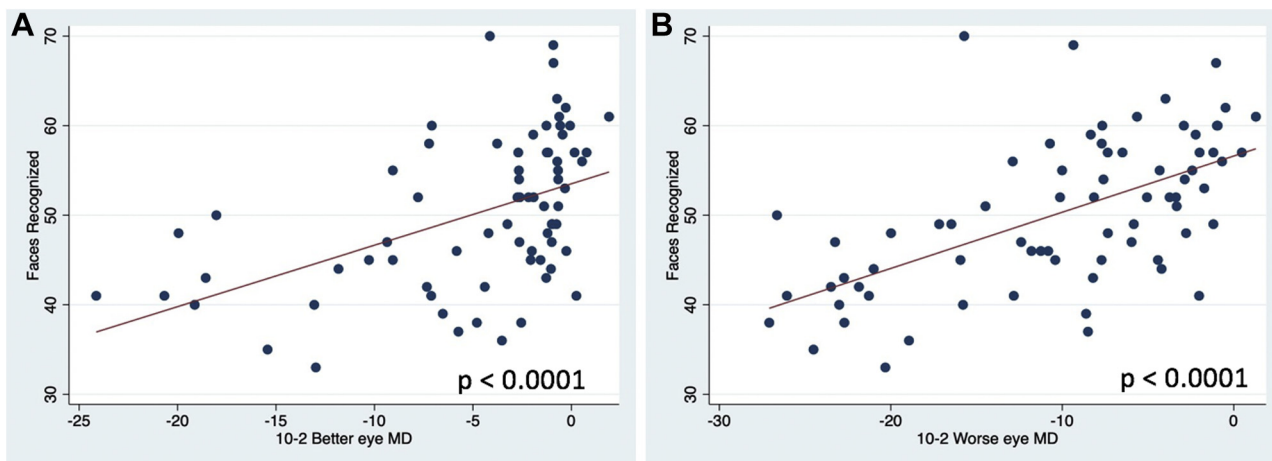 A
Faces Recognized
70
60
50
40
30
p < 0.0001
-25 -20 -15 -10 -5 0
10-2 Better eye MD
B
Faces Recognized
70
60
50
40
30
p < 0.0001
-30 -20 -10 0
10-2 Worse eye MD